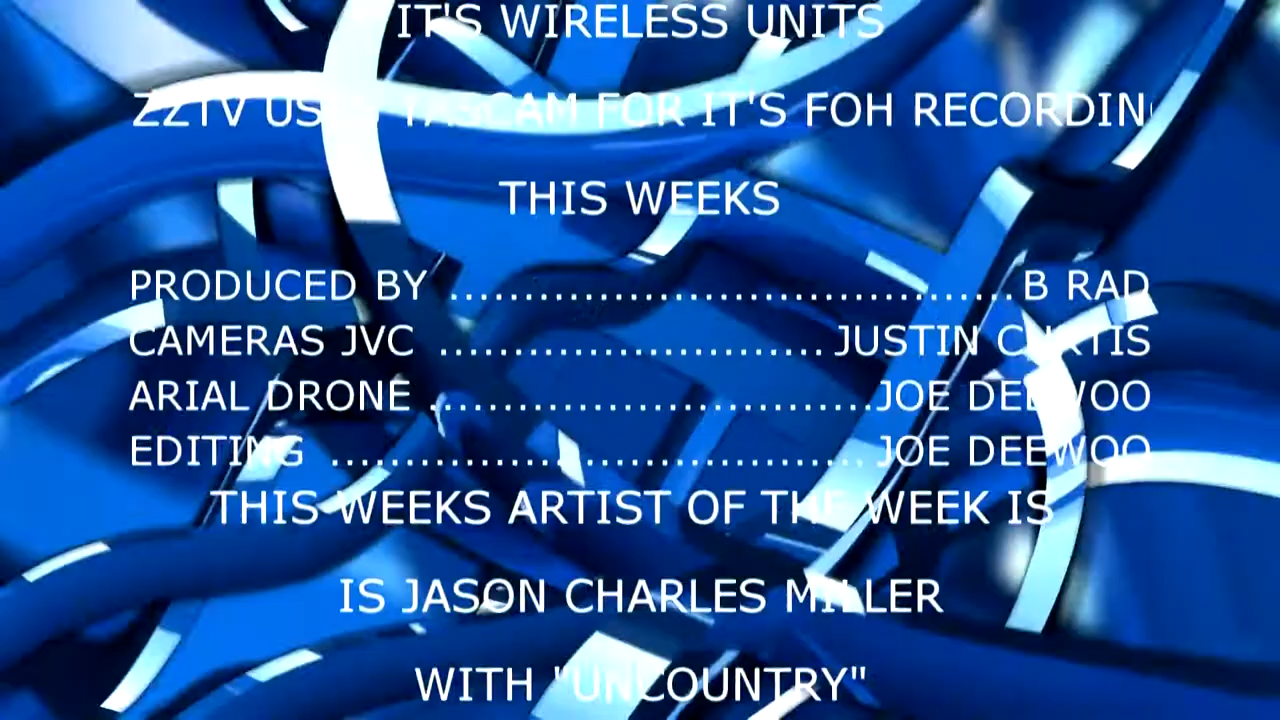 IT'S WIRELESS UNITS
ZZTV USES TASCAM FOR IT'S FOH RECORDIN
THIS WEEKS
PRODUCED BY ...................................... B RAD
CAMERAS JVC .......................... JUSTIN CURTIS
ARIAL DRONE ..............................JOE DEEWOO
EDITING .................................... JOE DEEWOO
THIS WEEKS ARTIST OF THE WEEK IS
IS JASON CHARLES MILLER
WITH "UNCOUNTRY"